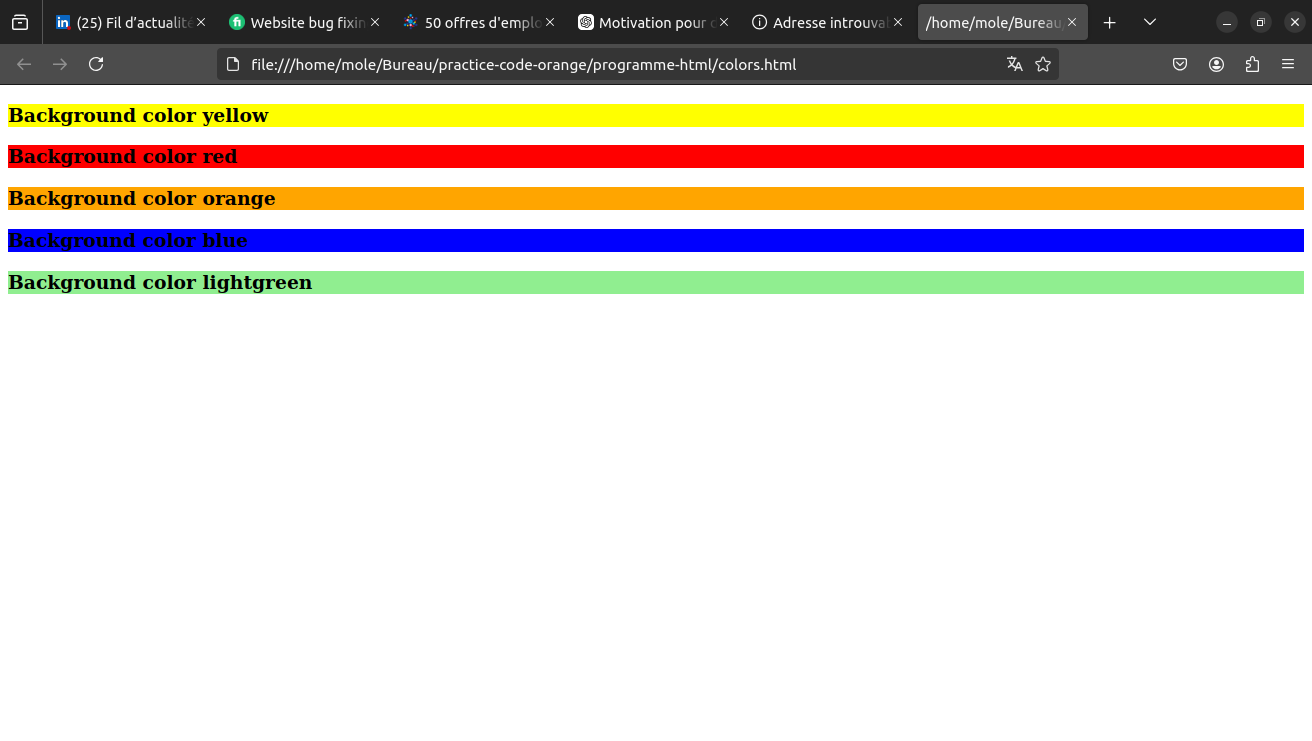 (25) Fil d’actualité
Website bug fixin
50 offres d'emplo
Motivation pour
Adresse introuva
/home/mole/Bureau/
file:///home/mole/Bureau/practice-code-orange/programme-html/colors.html
Background color yellow
Background color red
Background color orange
Background color blue
Background color lightgreen